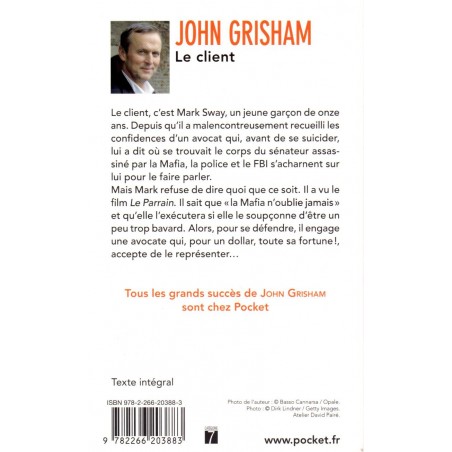 JOHN GRISHAM
Le client
Le client, c'est Mark Sway, un jeune garçon de onze
ans. Depuis qu'il a malencontreusement recueilli les
confidences d'un avocat qui, avant de se suicider,
lui a dit où se trouvait le corps du sénateur assas-
siné par la Mafia, la police et le FBI s'acharnent sur
lui pour le faire parler.
Mais Mark refuse de dire quoi que ce soit. Il a vu le
film Le Parrain. Il sait que « la Mafia n'oublie jamais »
et qu'elle l'exécutera si elle le soupçonne d'être un
peu trop bavard. Alors, pour se défendre, il engage
une avocate qui, pour un dollar, toute sa fortune !,
accepte de le représenter…
Tous les grands succès de JOHN GRISHAM
sont chez Pocket
Texte intégral
ISBN 978-2-266-20388-3
9 782266 203883
7
Photo de l'auteur : © Basso Cannarsa / Opale.
Photo : © Dirk Lindner / Getty Images.
Atelier David Pairé.
www.pocket.fr